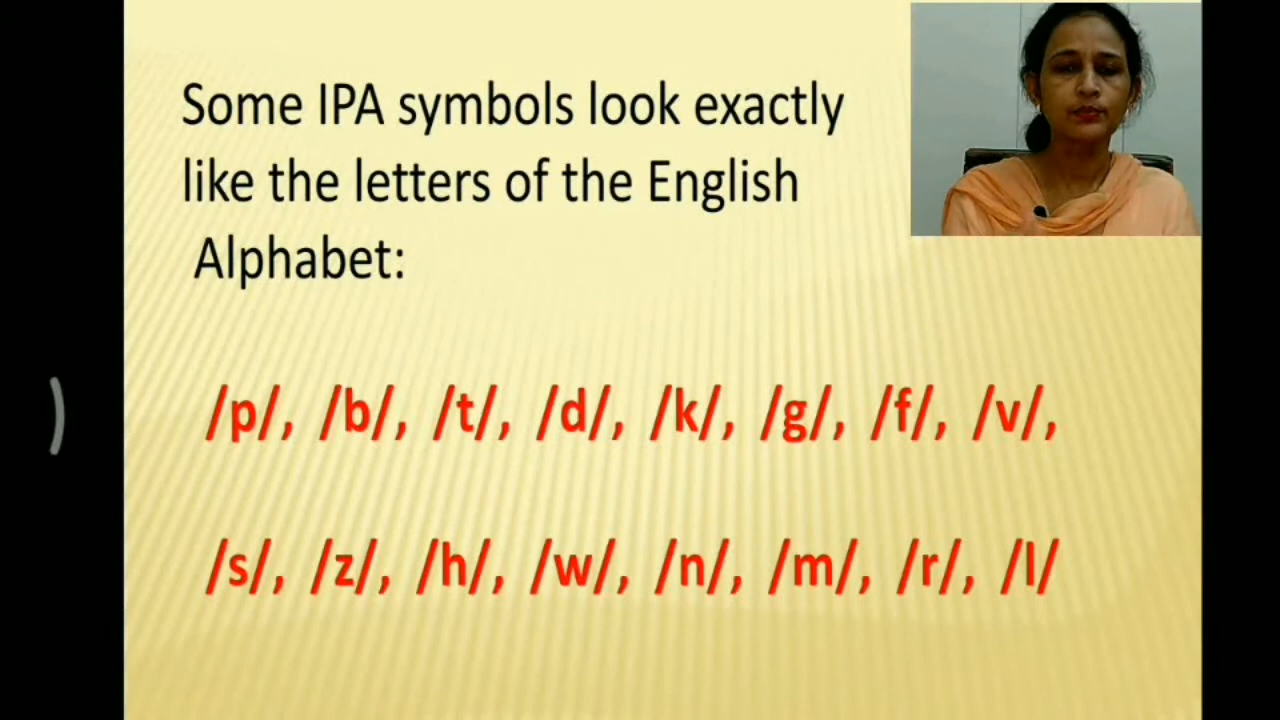 Some IPA symbols look exactly
like the letters of the English
Alphabet:
/p/, /b/, /t/, /d/, /k/, /g/, /f/, /v/,
/s/, /z/, /h/, /w/, /n/, /m/, /r/, /l/